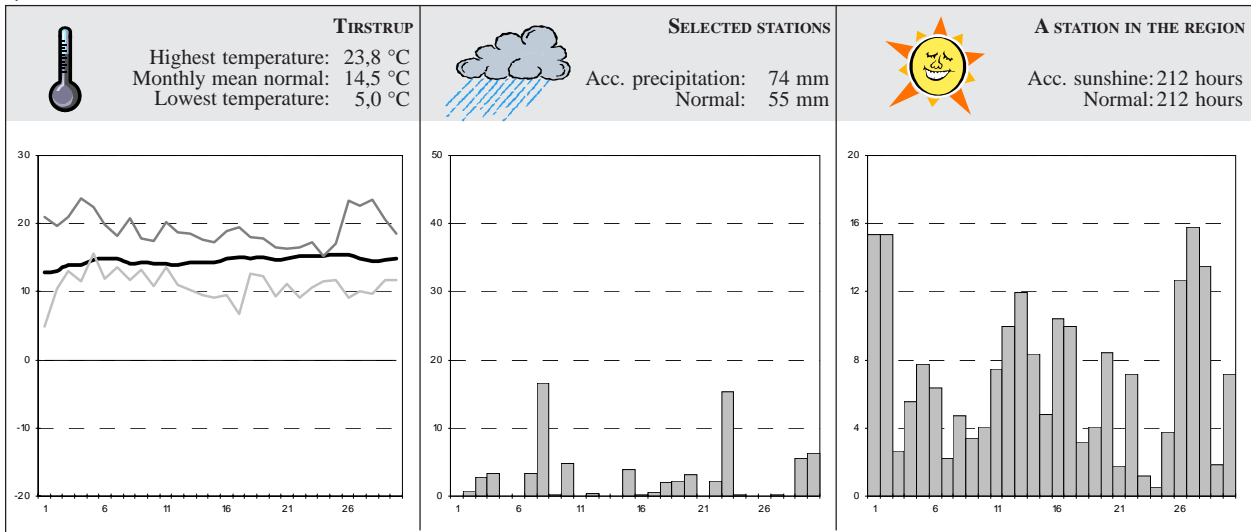 TIRSTRUP
Highest temperature: 23,8 °C
Monthly mean normal: 14,5 °C
Lowest temperature: 5,0 °C
SELECTED STATIONS
Acc. precipitation: 74 mm
Normal: 55 mm
A STATION IN THE REGION
Acc. sunshine: 212 hours
Normal: 212 hours
30
20
10
0
-10
-20
1 6 11 16 21 26
50
40
30
20
10
0
1 6 11 16 21 26
20
16
12
8
4
0
1 6 11 16 21 26